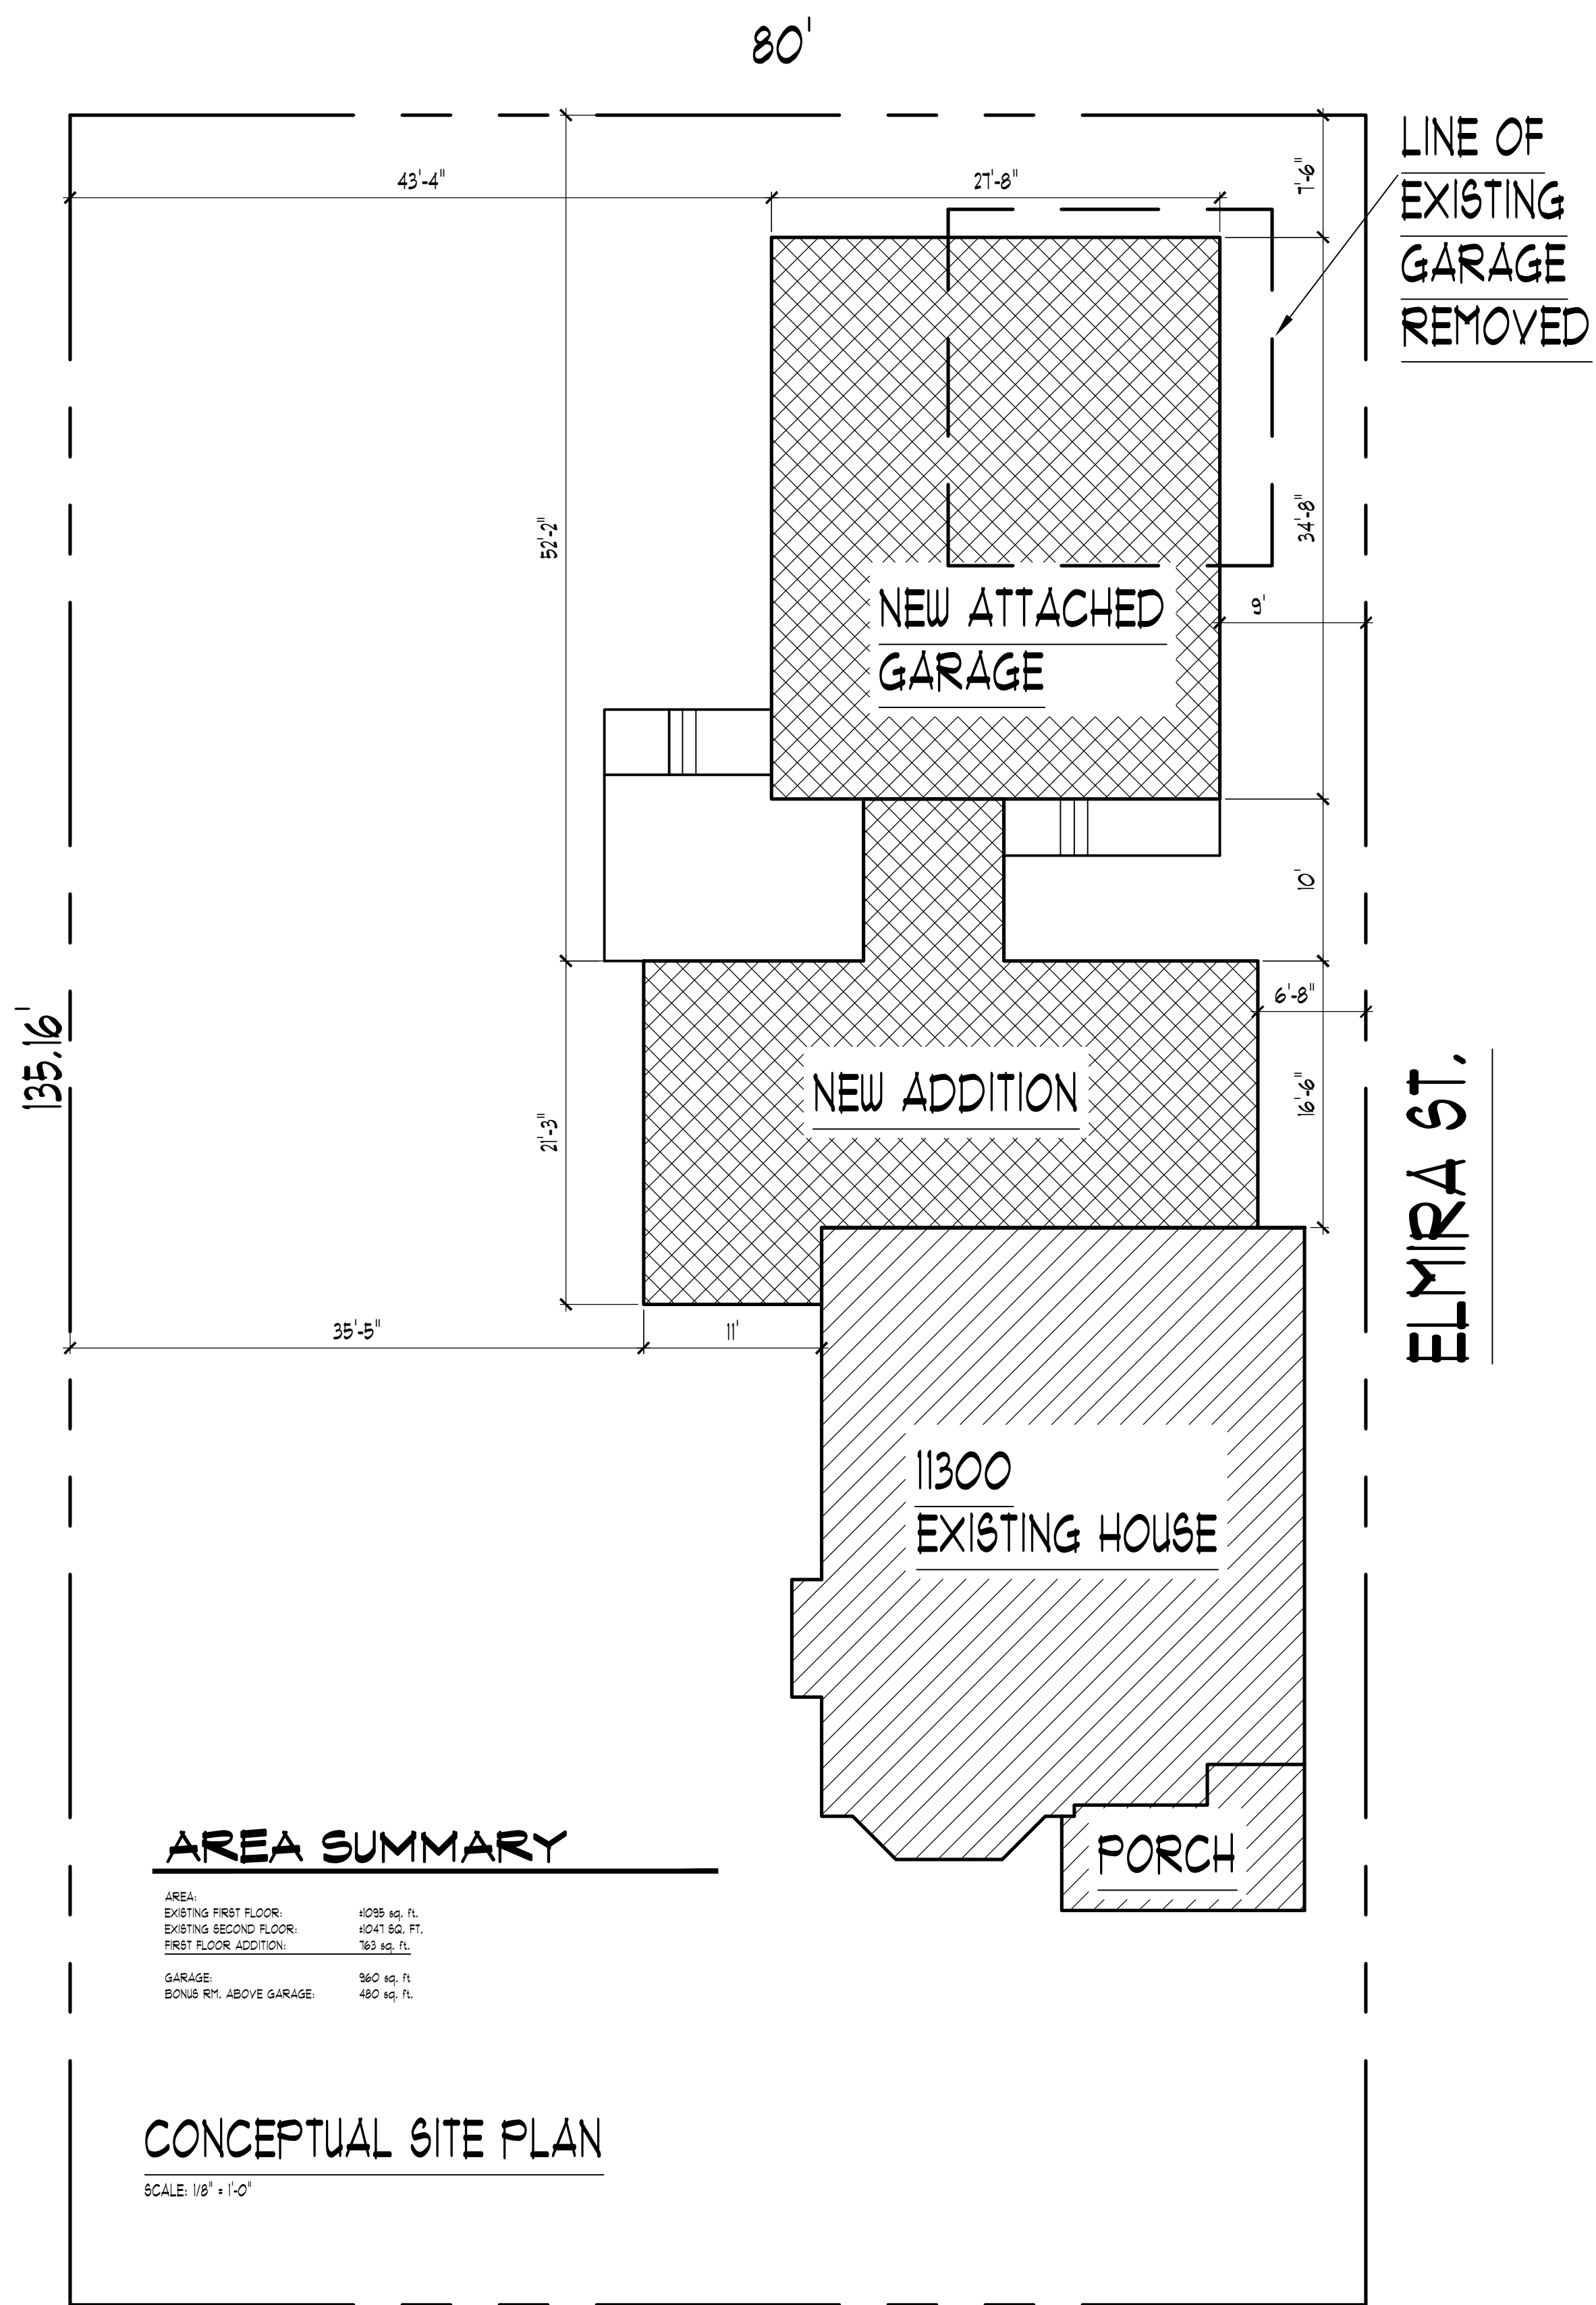 80'
43'-4"
27'-8"
7'-6"
LINE OF
EXISTING
GARAGE
REMOVED
52'-2"
34'-8"
9'
NEW ATTACHED
GARAGE
10'
6'-8"
135.16'
NEW ADDITION
16'-6"
21'-3"
ELMIRA ST.
35'-5"
11'
11300
EXISTING HOUSE
PORCH
AREA SUMMARY
AREA:
EXISTING FIRST FLOOR: ±1095 sq. ft.
EXISTING SECOND FLOOR: ±1047 SQ. FT.
FIRST FLOOR ADDITION: 763 sq. ft.
GARAGE: 960 sq. ft
BONUS RM. ABOVE GARAGE: 480 sq. ft.
CONCEPTUAL SITE PLAN
SCALE: 1/8" = 1'-0"